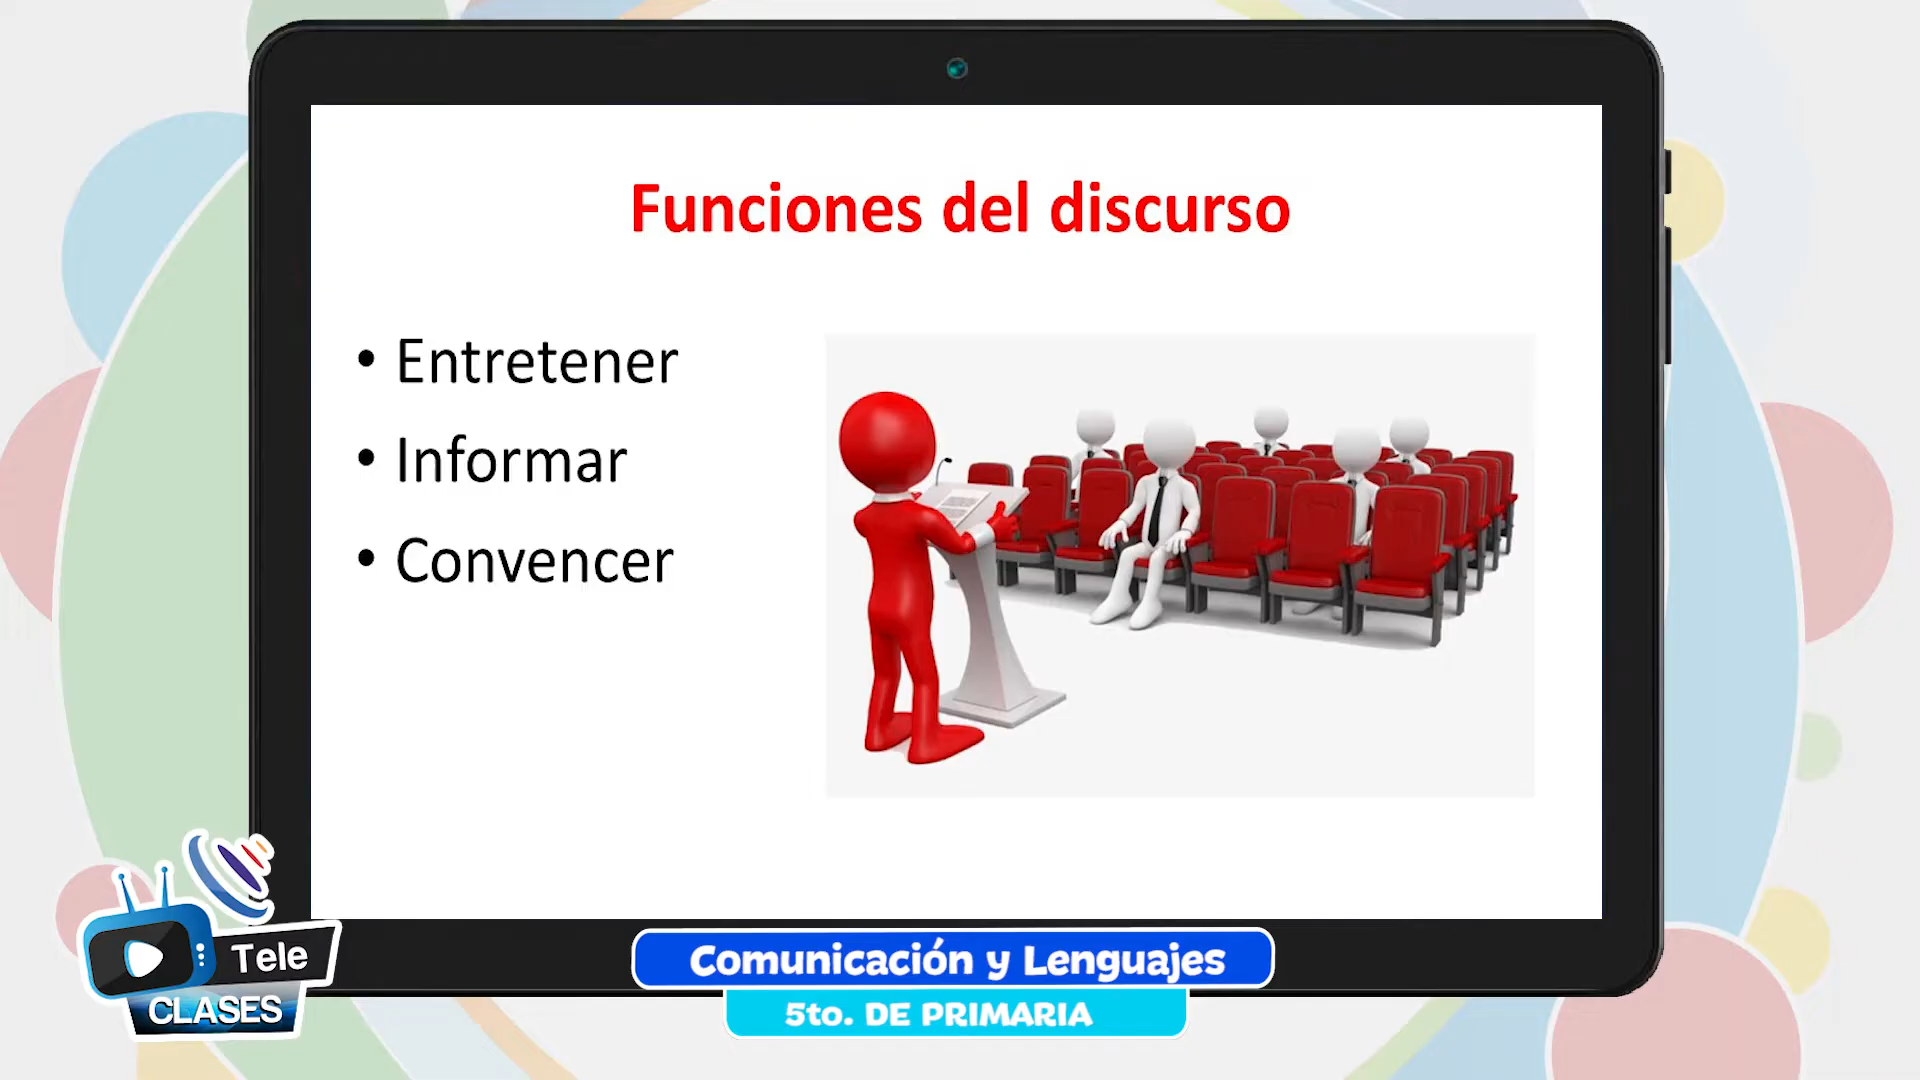 Funciones del discurso
• Entretener
• Informar
• Convencer
Tele
CLASES
Comunicación y Lenguajes
5to. DE PRIMARIA